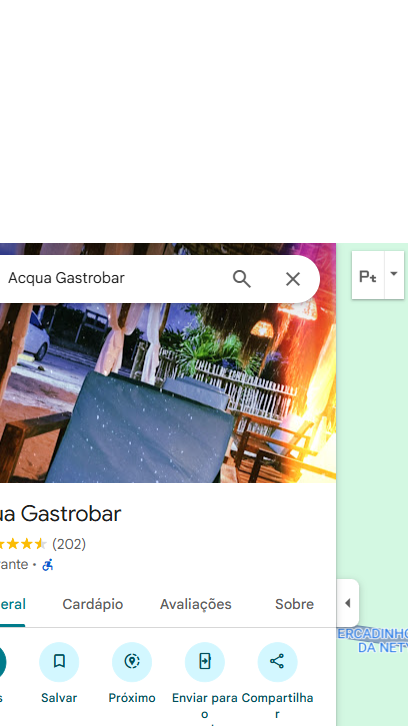 Acqua Gastrobar
Pt
ua Gastrobar
(202)
ante •
eral Cardápio Avaliações Sobre
s Salvar Próximo Enviar para Compartilha
o r
ERCADINHO
DA NET